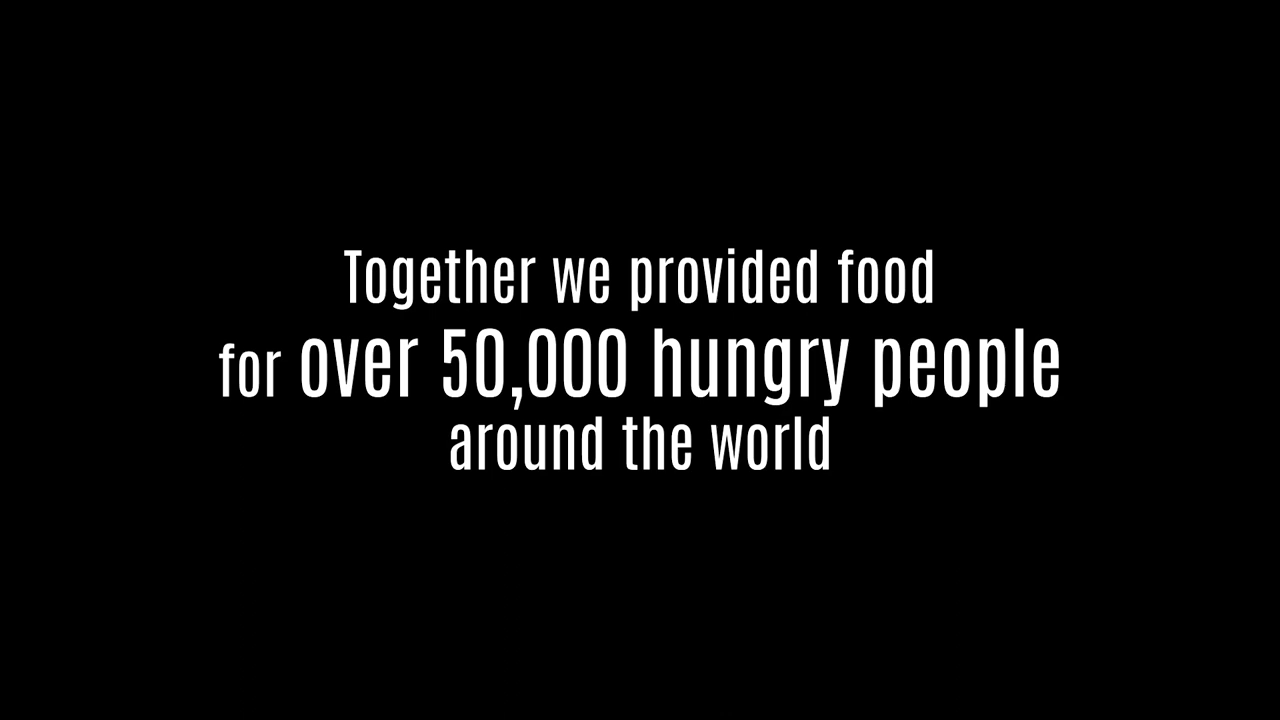 Together we provided food
for over 50,000 hungry people
around the world